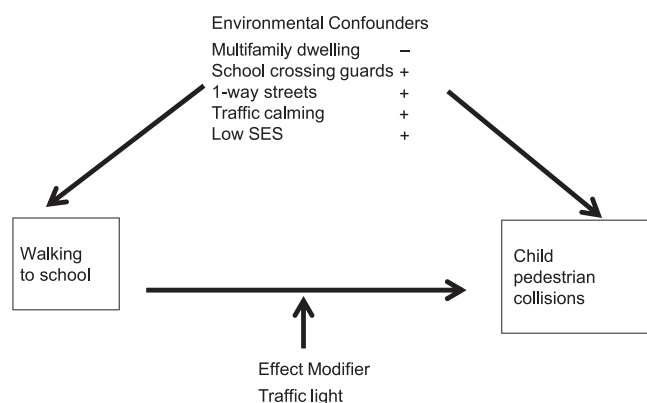 Environmental Confounders
Multifamily dwelling –
School crossing guards +
1-way streets +
Traffic calming +
Low SES +
Walking
to school
Child
pedestrian
collisions
Effect Modifier
Traffic light